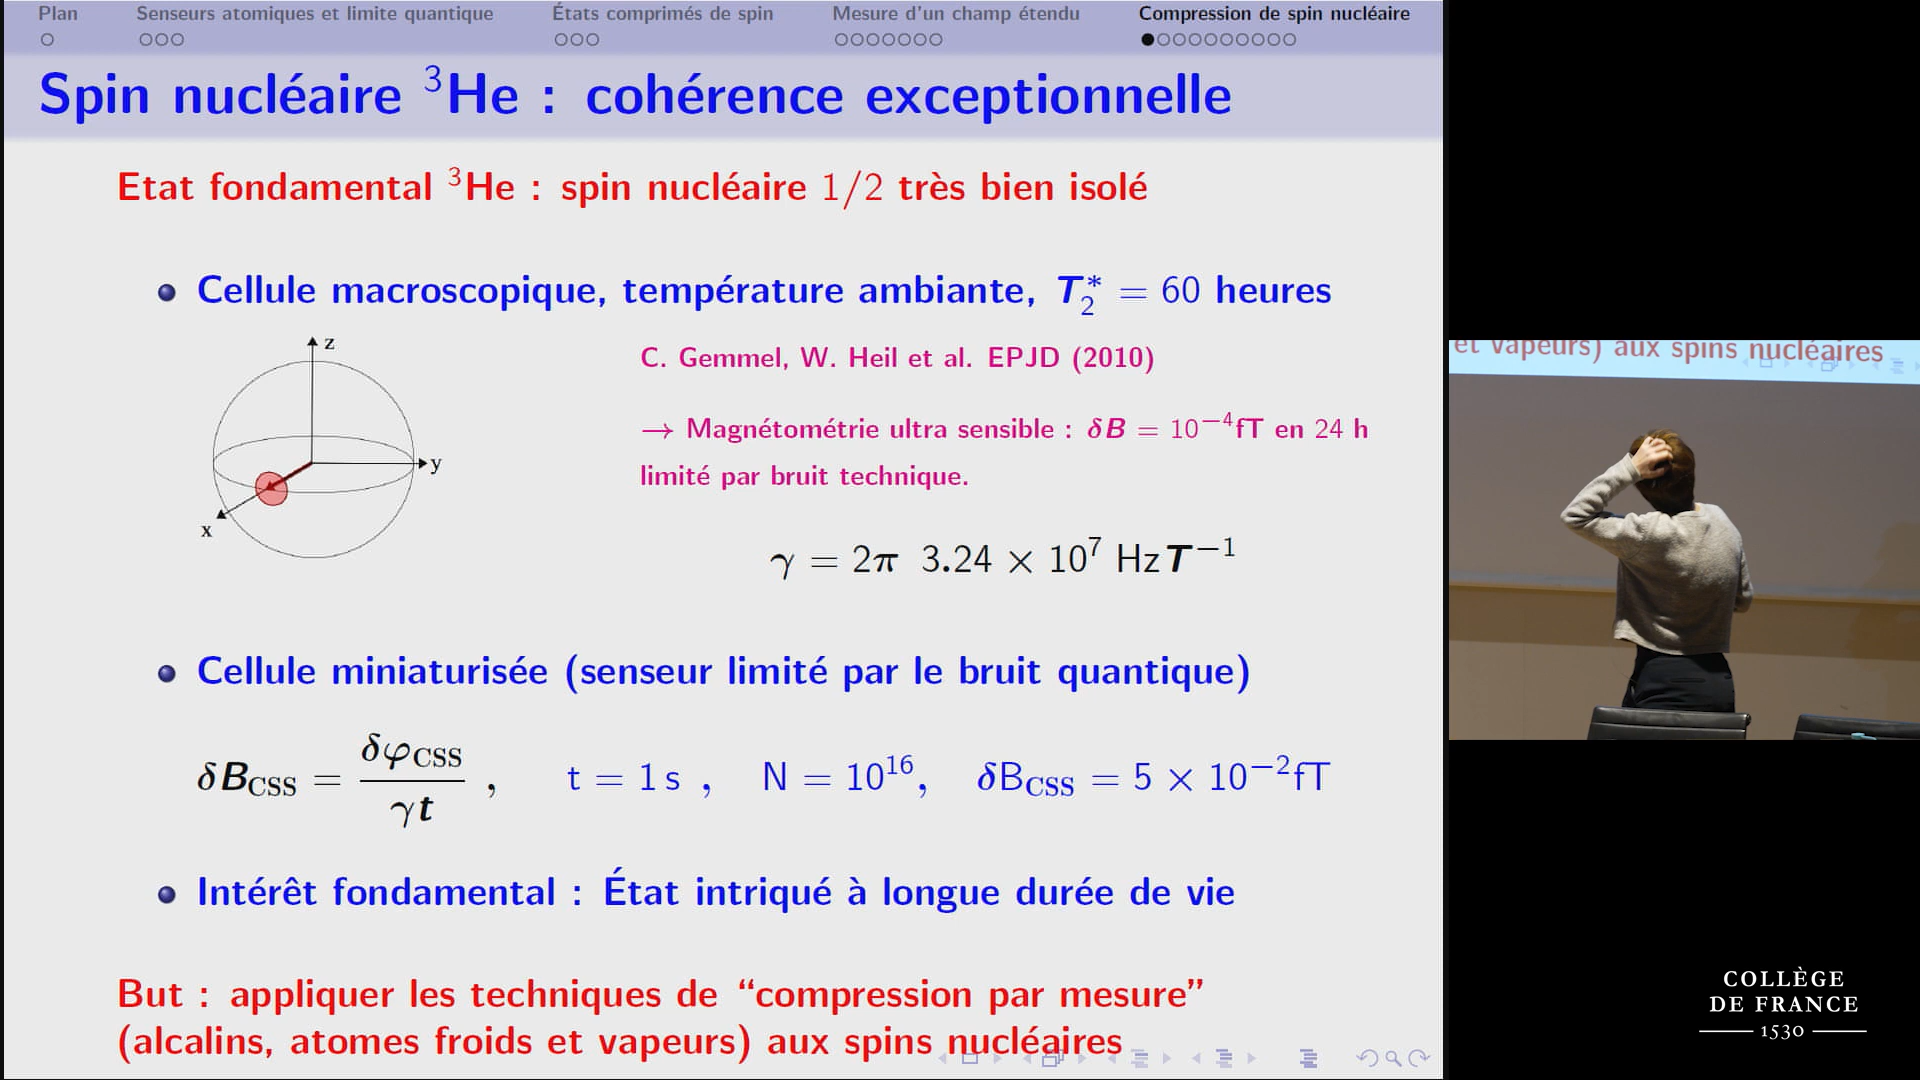 Plan
Senseurs atomiques et limite quantique
États comprimés de spin
Mesure d'un champ étendu
Compression de spin nucléaire
Spin nucléaire ³He : cohérence exceptionnelle
Etat fondamental ³He : spin nucléaire 1/2 très bien isolé
Cellule macroscopique, température ambiante, T₂* = 60 heures
z
y
x
C. Gemmel, W. Heil et al. EPJD (2010)
→ Magnétométrie ultra sensible : δB = 10⁻⁴fT en 24 h
limité par bruit technique.
γ = 2π 3.24 × 10⁷ Hz T⁻¹
Cellule miniaturisée (senseur limité par le bruit quantique)
δB_CSS = δφ_CSS / γt , t = 1 s , N = 10¹⁶, δB_CSS = 5 × 10⁻²fT
Intérêt fondamental : État intriqué à longue durée de vie
But : appliquer les techniques de “compression par mesure”
(alcalins, atomes froids et vapeurs) aux spins nucléaires
et vapeurs) aux spins nucléaires
COLLÈGE
DE FRANCE
1530